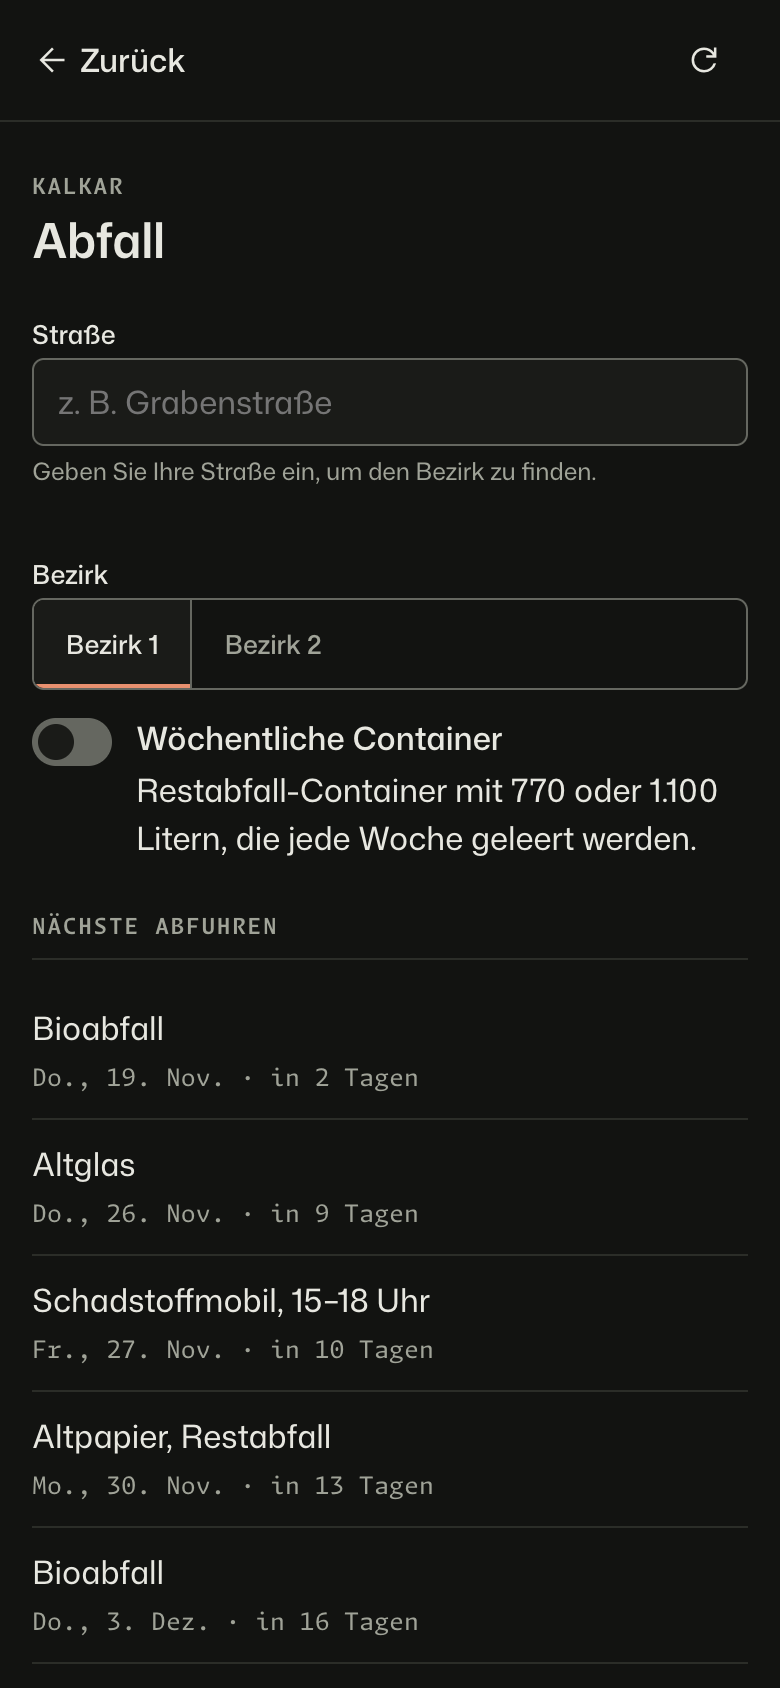 Zurück
KALKAR
Abfall
Straße
z. B. Grabenstraße
Geben Sie Ihre Straße ein, um den Bezirk zu finden.
Bezirk
Bezirk 1 Bezirk 2
Wöchentliche Container
Restabfall-Container mit 770 oder 1.100
Litern, die jede Woche geleert werden.
NÄCHSTE ABFUHREN
Bioabfall
Do., 19. Nov. · in 2 Tagen
Altglas
Do., 26. Nov. · in 9 Tagen
Schadstoffmobil, 15–18 Uhr
Fr., 27. Nov. · in 10 Tagen
Altpapier, Restabfall
Mo., 30. Nov. · in 13 Tagen
Bioabfall
Do., 3. Dez. · in 16 Tagen